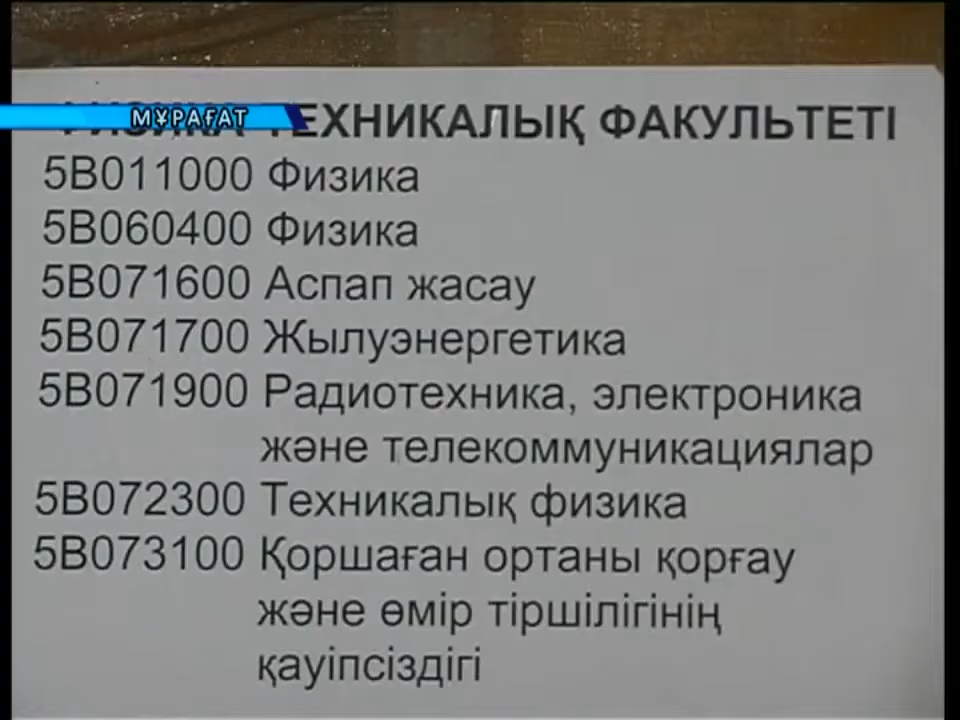 МҰРАҒАТ
ТЕХНИКАЛЫҚ ФАКУЛЬТЕТІ
5В011000 Физика
5В060400 Физика
5В071600 Аспап жасау
5В071700 Жылуэнергетика
5В071900 Радиотехника, электроника
және телекоммуникациялар
5В072300 Техникалық физика
5В073100 Қоршаған ортаны қорғау
және өмір тіршілігінің
қауіпсіздігі